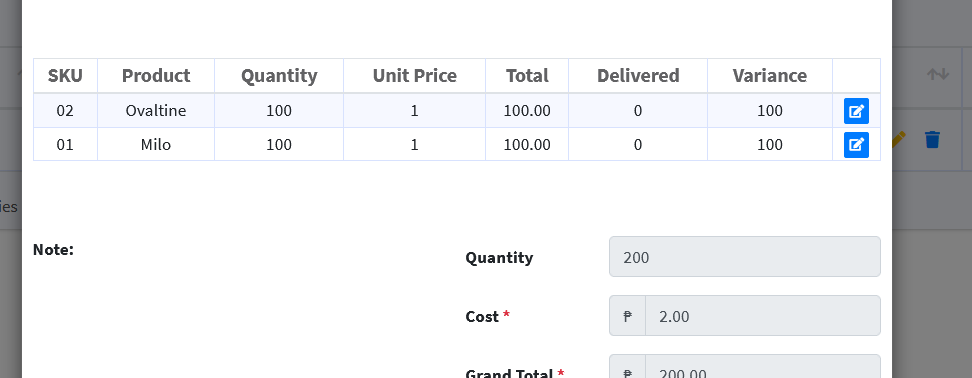 SKU Product Quantity Unit Price Total Delivered Variance
02 Ovaltine 100 1 100.00 0 100
01 Milo 100 1 100.00 0 100
ies
Note:
Quantity 200
Cost * ₱ 2.00
Grand Total * ₱ 200.00